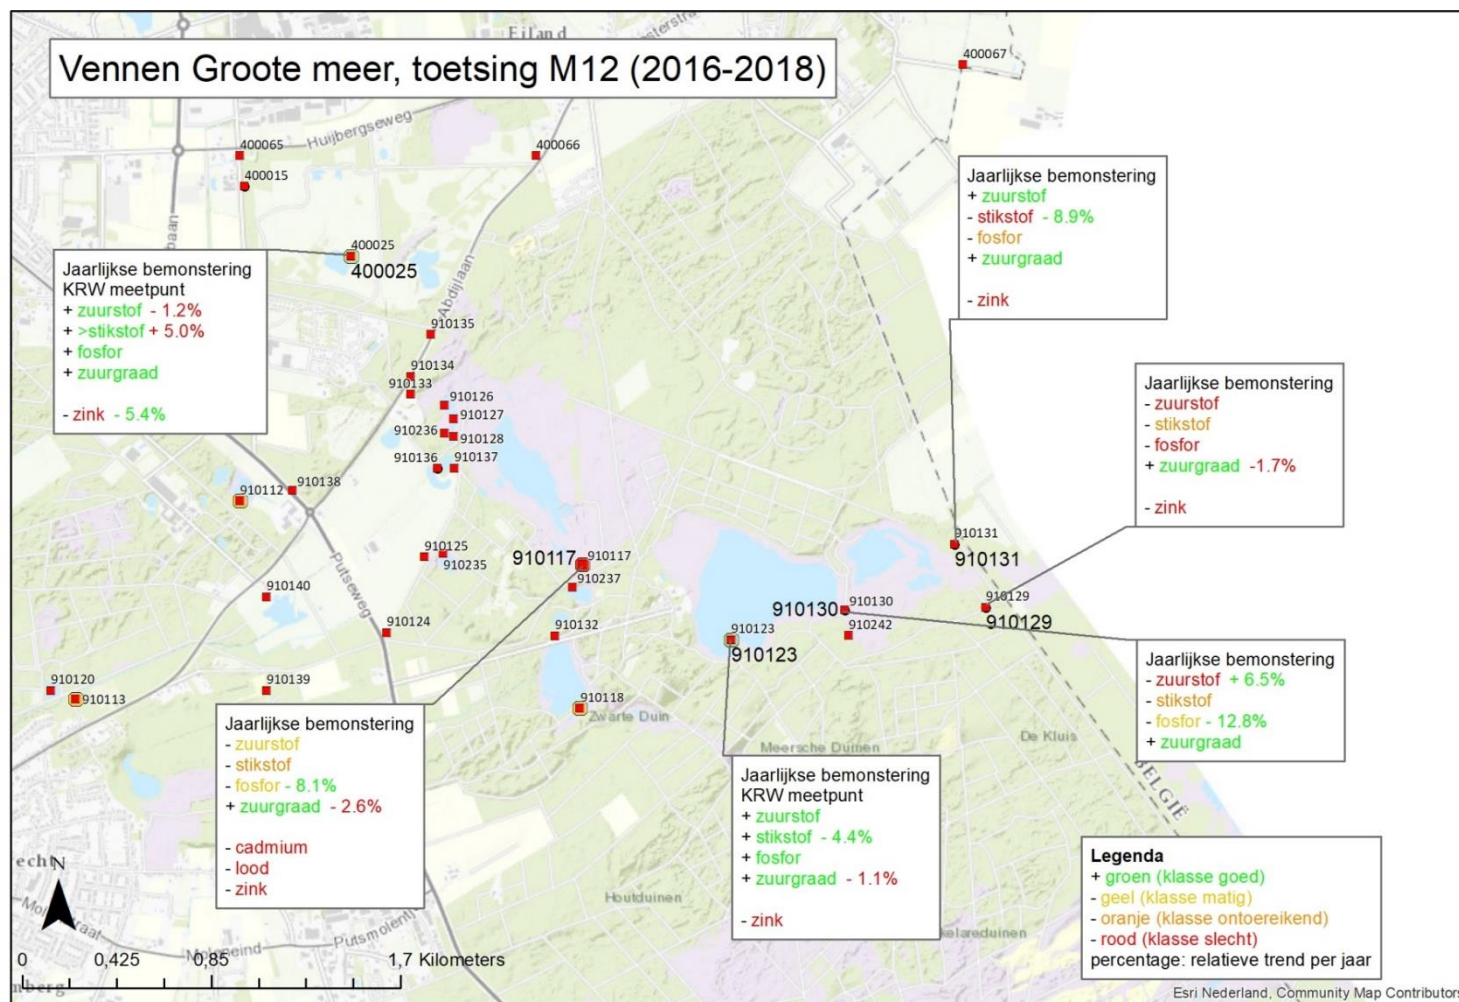 Eiland
Vennen Groote meer, toetsing M12 (2016-2018)
400067
Huijbergseweg
400065
400066
400015
Jaarlijkse bemonstering
+ zuurstof
- stikstof - 8.9%
- fosfor
+ zuurgraad
- zink
400025
400025
Jaarlijkse bemonstering
KRW meetpunt
+ zuurstof - 1.2%
+ >stikstof + 5.0%
+ fosfor
+ zuurgraad
- zink - 5.4%
Abdijlaan
910135
910134
910133
910126
910127
910236
910128
910136
910137
Jaarlijkse bemonstering
- zuurstof
- stikstof
- fosfor
+ zuurgraad -1.7%
- zink
910112
910138
910125
910235
910117
910117
910237
910131
910131
Putseweg
910140
910124
910132
910130
910130
910242
910129
910129
910123
910123
910120
910113
910139
910118
Zwarte Duin
Meersche Duinen
De Kluis
BELGIË
Jaarlijkse bemonstering
- zuurstof + 6.5%
- stikstof
- fosfor - 12.8%
+ zuurgraad
Jaarlijkse bemonstering
- zuurstof
- stikstof
- fosfor - 8.1%
+ zuurgraad - 2.6%
- cadmium
- lood
- zink
Jaarlijkse bemonstering
KRW meetpunt
+ zuurstof
+ stikstof - 4.4%
+ fosfor
+ zuurgraad - 1.1%
- zink
Houtduinen
Legenda
+ groen (klasse goed)
- geel (klasse matig)
- oranje (klasse ontoereikend)
- rood (klasse slecht)
percentage: relatieve trend per jaar
N
Moleneind
0 0,425 0,85 1,7 Kilometers
Esri Nederland, Community Map Contributors